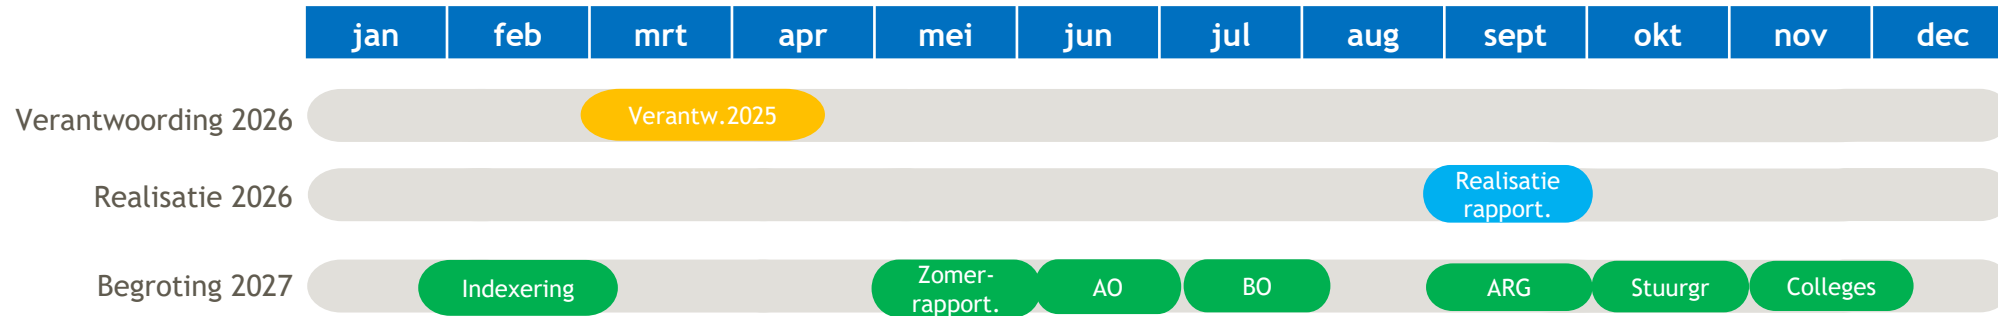 jan feb mrt apr mei jun jul aug sept okt nov dec
Verantwoording 2026 Verantw.2025
Realisatie 2026 Realisatie
rapport.
Begroting 2027 Indexering Zomer-
rapport. AO BO ARG Stuurgr Colleges